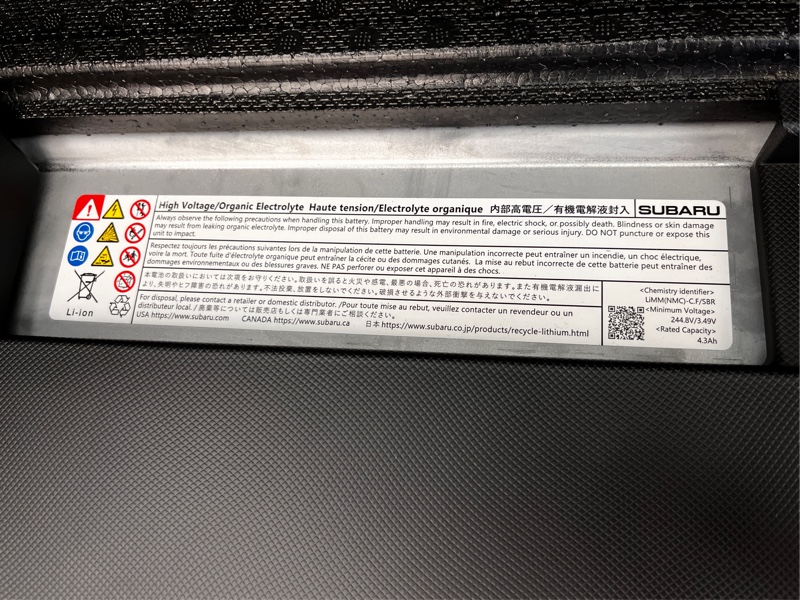 High Voltage/Organic Electrolyte Haute tension/Electrolyte organique 内部高電圧／有機電解液封入
SUBARU
Always observe the following precautions when handling this battery. Improper handling may result in fire, electric shock, or possibly death. Blindness or skin damage
may result from leaking organic electrolyte. Improper disposal of this battery may result in environmental damage or serious injury. DO NOT puncture or expose this
unit to impact.
Respectez toujours les précautions suivantes lors de la manipulation de cette batterie. Une manipulation incorrecte peut entraîner un incendie, un choc électrique,
voire la mort. Toute fuite d'électrolyte organique peut entraîner la cécité ou des dommages cutanés. La mise au rebut incorrecte de cette batterie peut entraîner des
dommages environnementaux ou des blessures graves. NE PAS perforer ou exposer cet appareil à des chocs.
本電池の取扱いにおいては次項をお守りください。取扱いを誤ると火災や感電、最悪の場合、死亡の恐れがあります。また有機電解液漏出に
より、失明やヒフ障害の恐れがあります。不法投棄、放置をしないでください。破損させるような外部衝撃を与えないでください。
For disposal, please contact a retailer or domestic distributor. /Pour toute mise au rebut, veuillez contacter un revendeur ou un
distributeur local. / 廃棄等については販売店もしくは専門業者にご相談ください。
USA https://www.subaru.com CANADA https://www.subaru.ca 日本 https://www.subaru.co.jp/products/recycle-lithium.html
Li-ion
<Chemistry identifier>
LiMM(NMC)-C.F/SBR
<Minimum Voltage>
244.8V/3.49V
<Rated Capacity>
4.3Ah